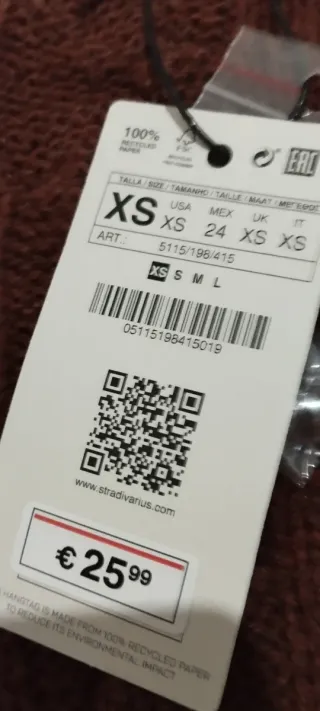 100%
RECYCLED
PAPER
FSC
EAC
TALLA / SIZE / TAMANHO / TAILLE / MAAT /
XS
USA
XS
MEX
24
UK
XS
IT
XS
ART.:
5115/198/415
XS S M L
05115198415019
www.stradivarius.com
€ 25 99
HANGTAG IS MADE FROM 100% RECYCLED PAPER
TO REDUCE ITS ENVIRONMENTAL IMPACT